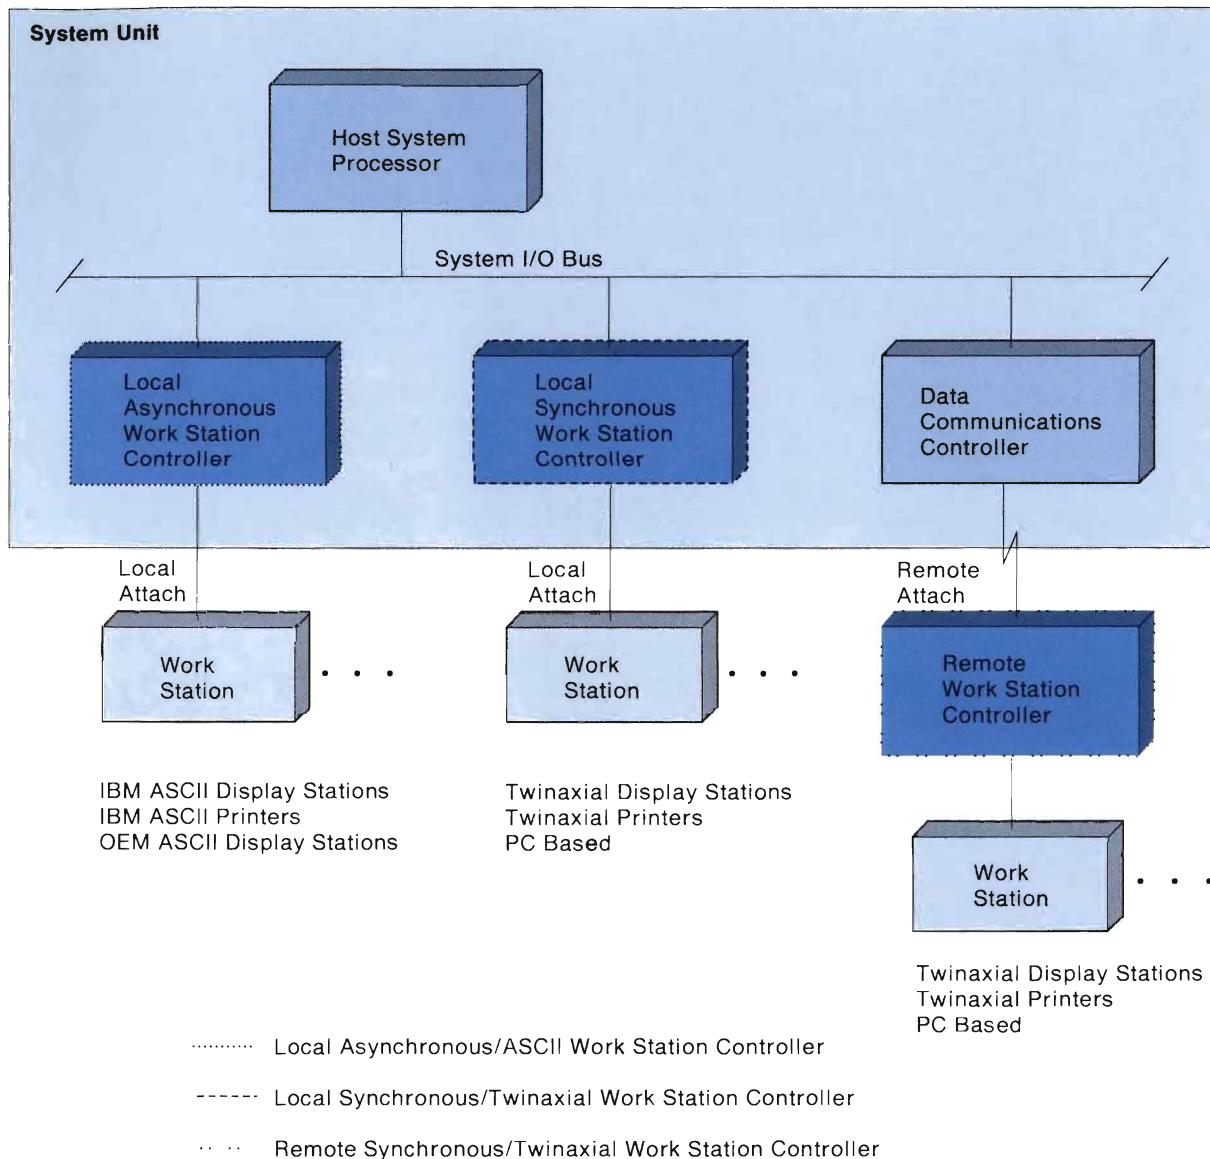 System Unit
Host System
Processor
System I/O Bus
Local
Asynchronous
Work Station
Controller
Local
Synchronous
Work Station
Controller
Data
Communications
Controller
Local
Attach
Local
Attach
Remote
Attach
Work
Station
Work
Station
Remote
Work Station
Controller
IBM ASCII Display Stations
IBM ASCII Printers
OEM ASCII Display Stations
Twinaxial Display Stations
Twinaxial Printers
PC Based
Work
Station
Twinaxial Display Stations
Twinaxial Printers
PC Based
Local Asynchronous/ASCII Work Station Controller
Local Synchronous/Twinaxial Work Station Controller
Remote Synchronous/Twinaxial Work Station Controller